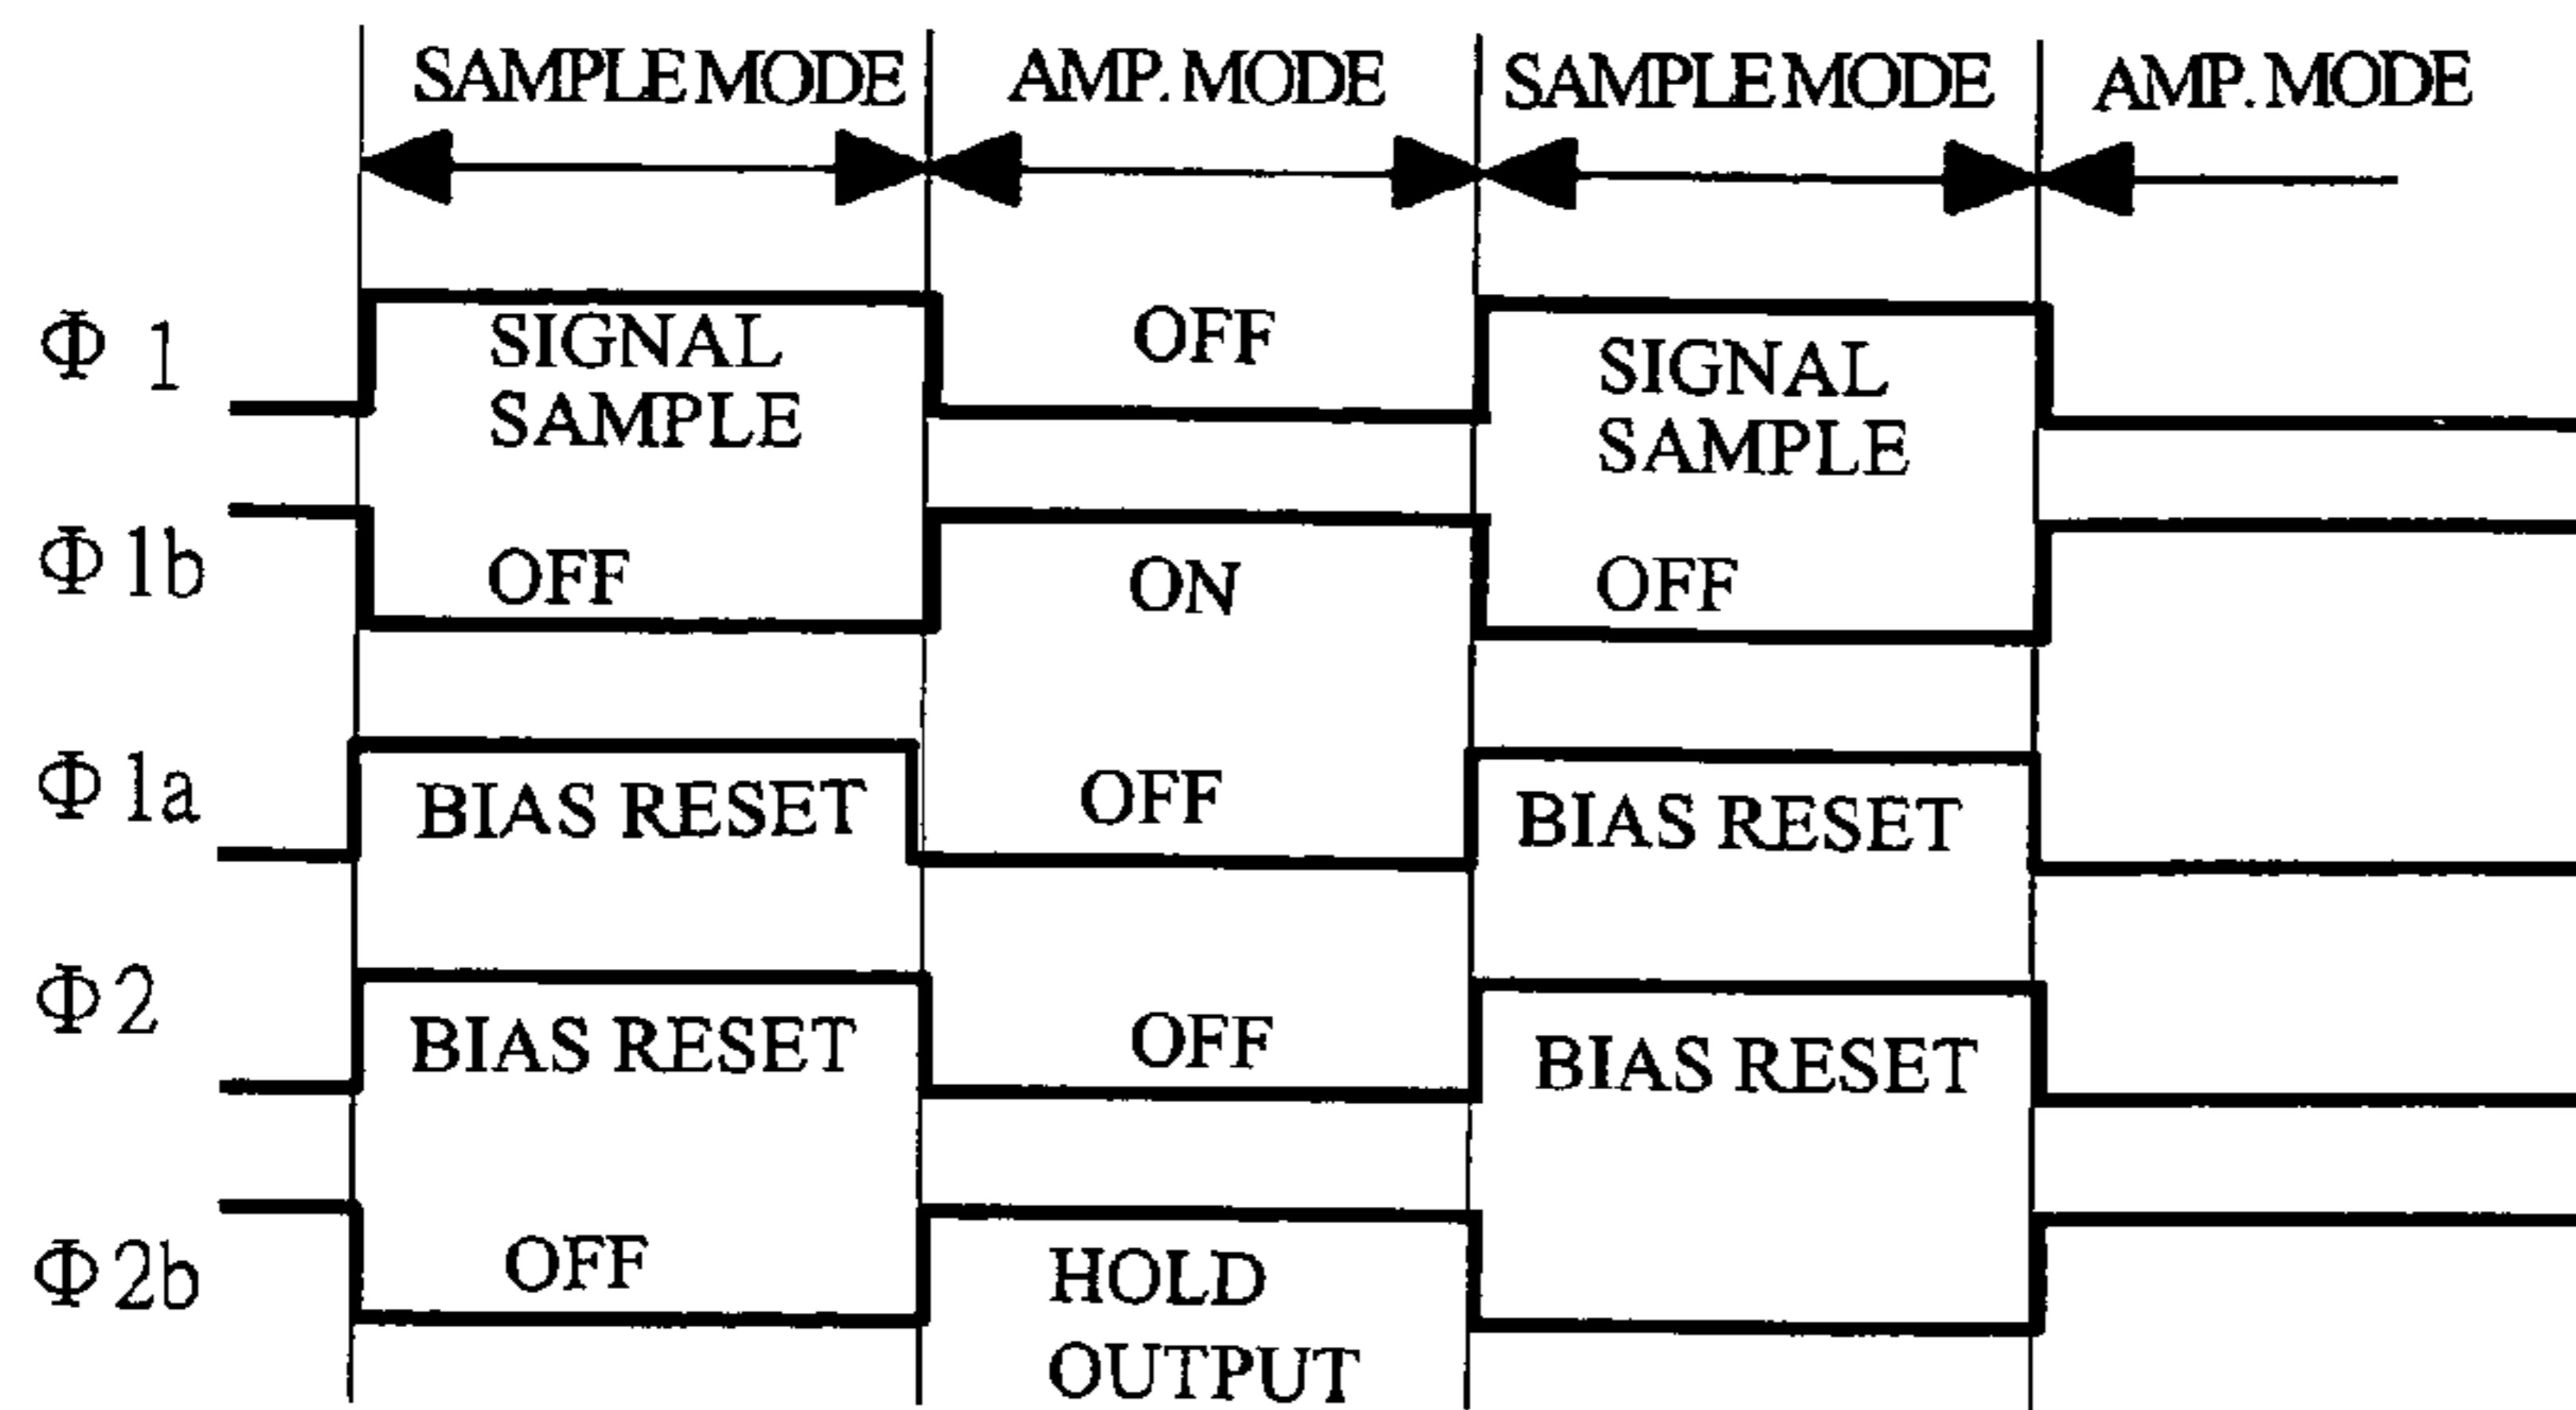 SAMPLE MODE AMP. MODE SAMPLE MODE AMP. MODE
Φ 1 SIGNAL SAMPLE OFF SIGNAL SAMPLE
Φ 1b OFF ON OFF
Φ 1a BIAS RESET OFF BIAS RESET
Φ 2 BIAS RESET OFF BIAS RESET
Φ 2b OFF HOLD OUTPUT